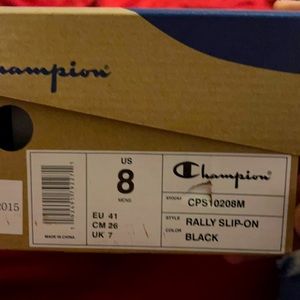 Champion
2015
US
8
MENS
EU 41
CM 26
UK 7
MADE IN CHINA
Champion
STOCK# CPS10208M
STYLE RALLY SLIP-ON
COLOR BLACK